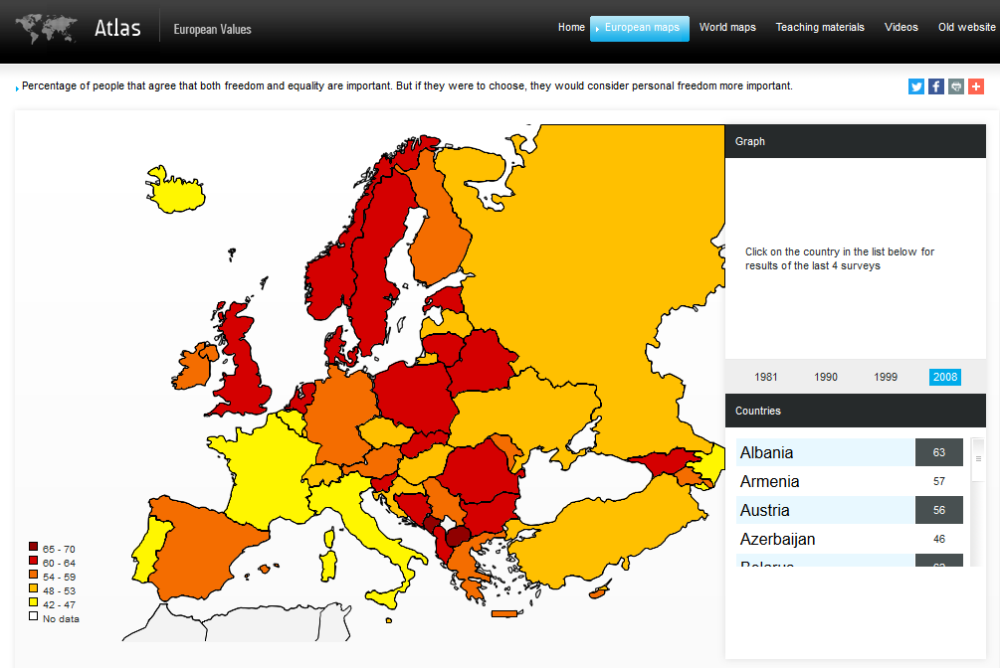 Atlas
European Values
Home
European maps
World maps
Teaching materials
Videos
Old website
Percentage of people that agree that both freedom and equality are important. But if they were to choose, they would consider personal freedom more important.
Graph
Click on the country in the list below for
results of the last 4 surveys
1981 1990 1999 2008
Countries
Albania 63
Armenia 57
Austria 56
Azerbaijan 46
Belarus 62
65 - 70
60 - 64
54 - 59
48 - 53
42 - 47
No data